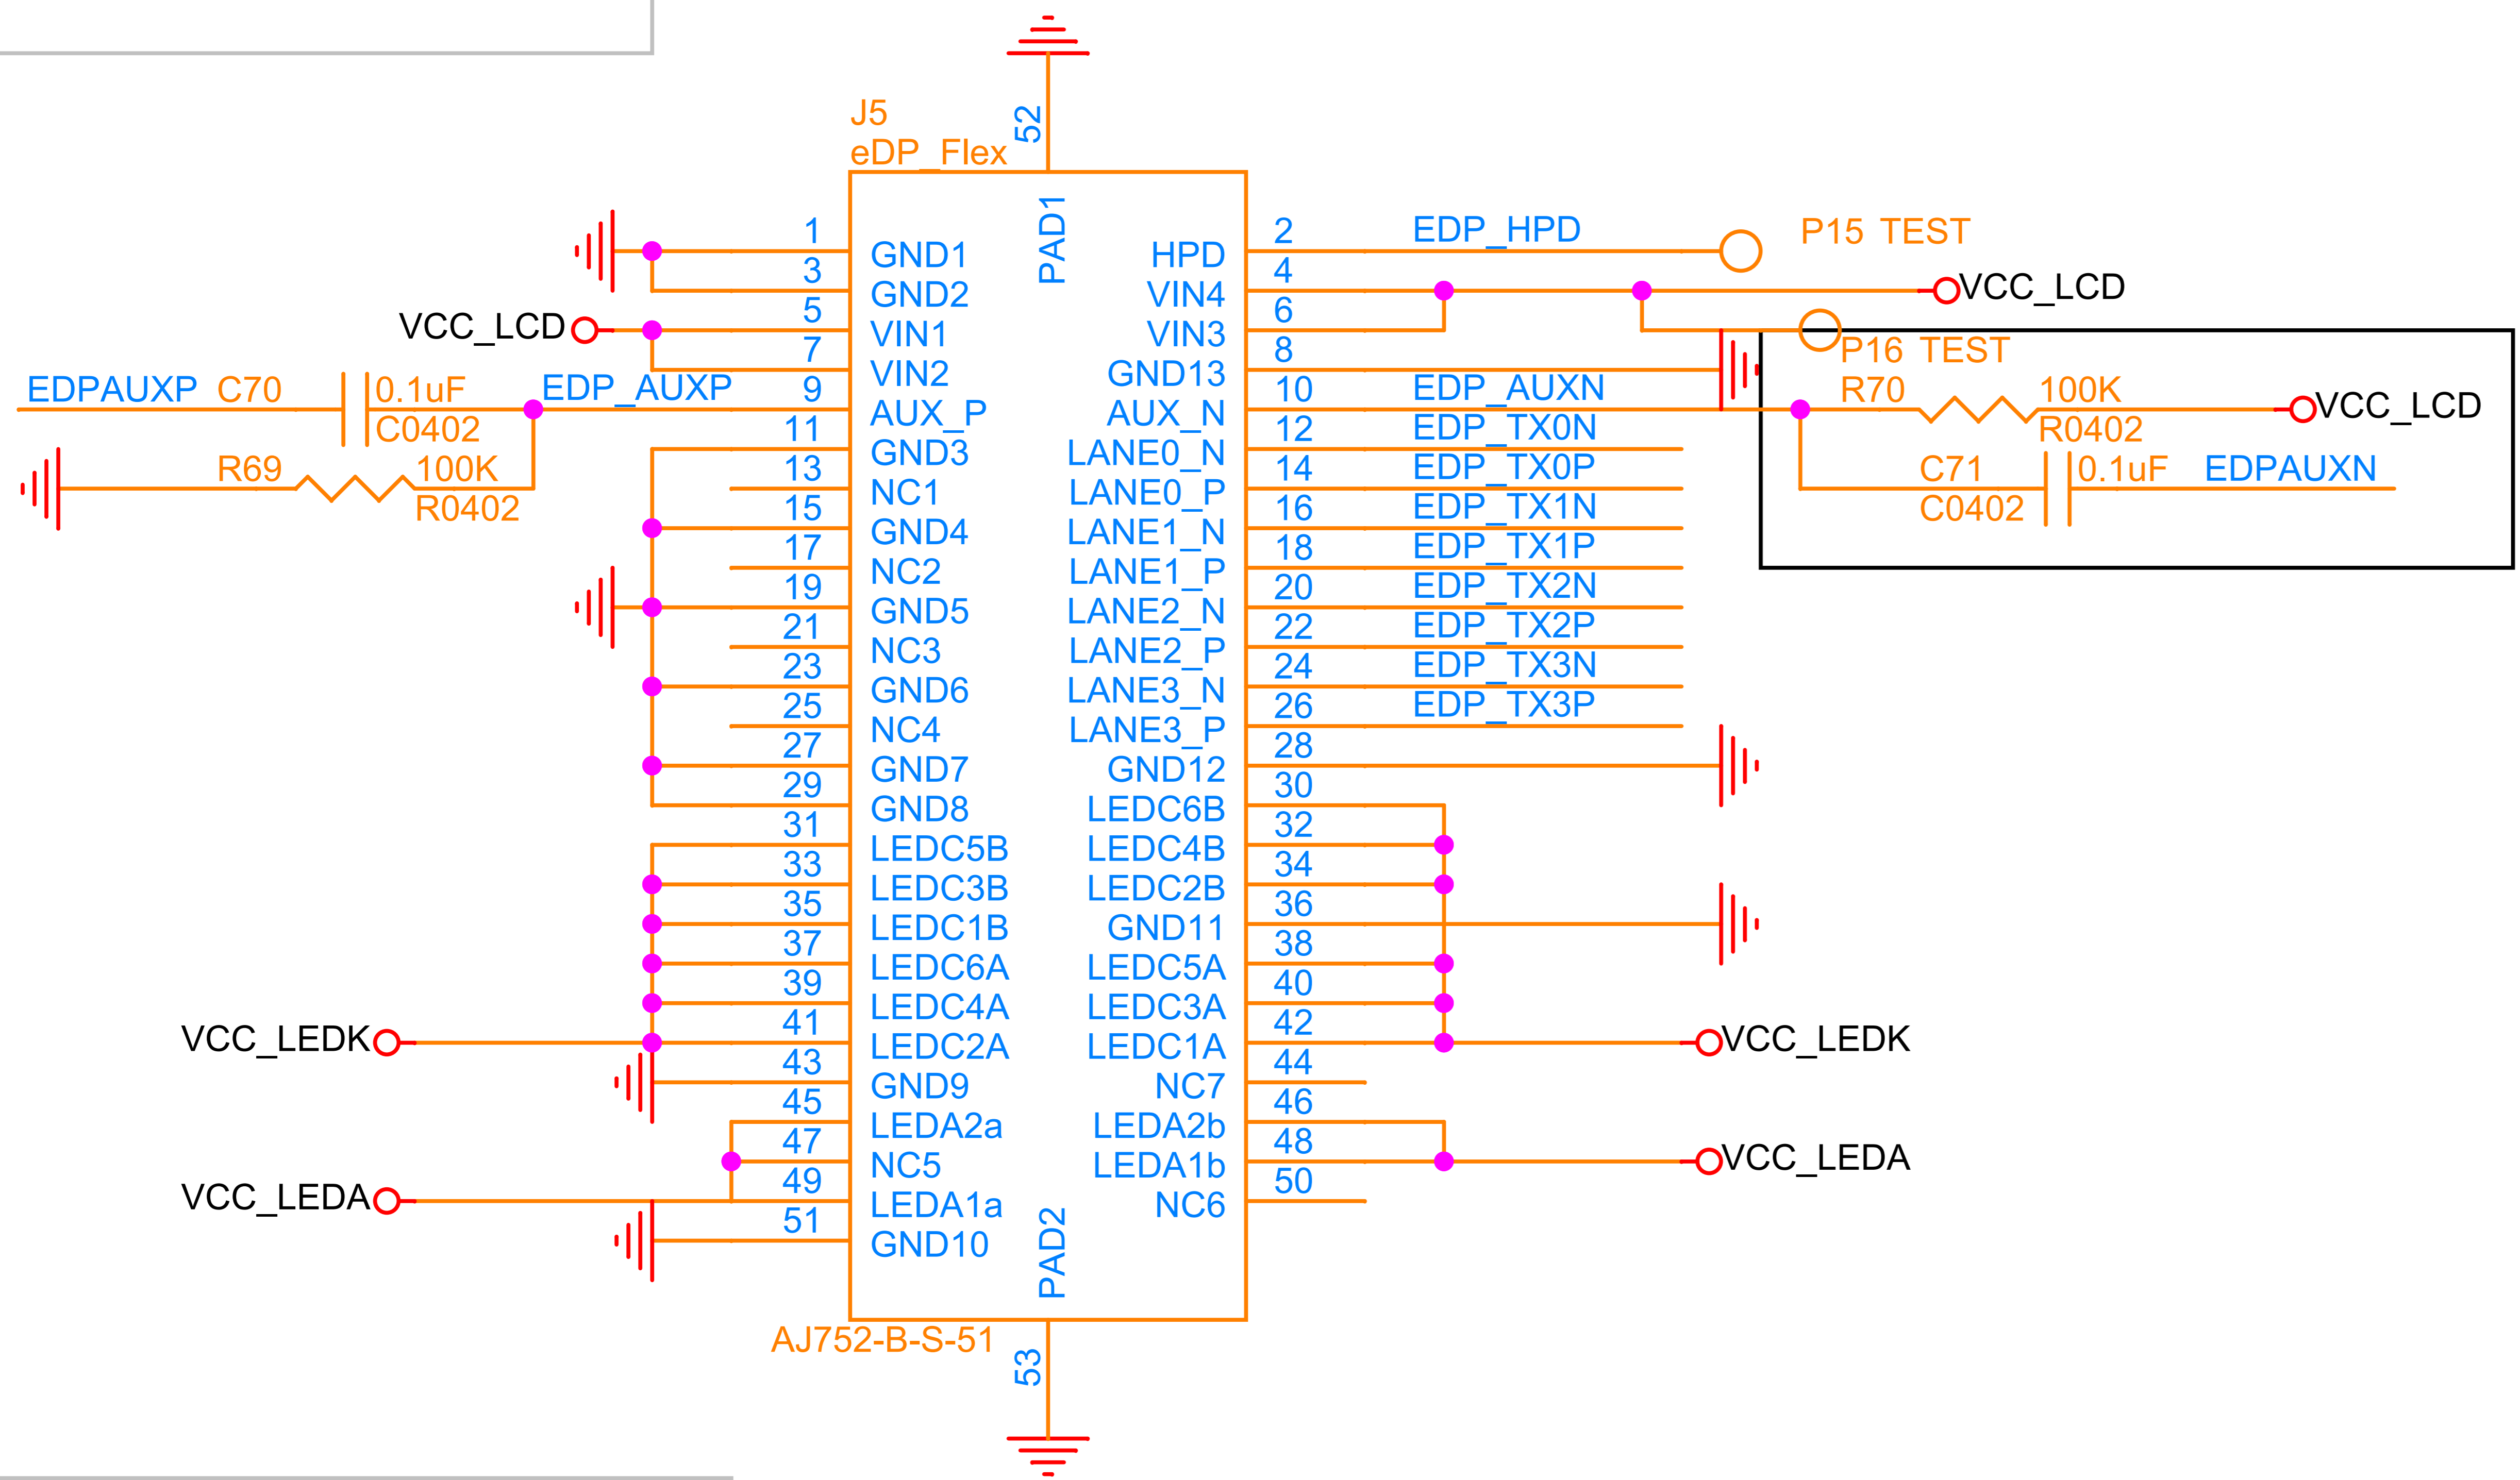 J5
eDP_Flex
52
PAD1
1 GND1 HPD 2 EDP_HPD P15 TEST
3 GND2 VIN4 4 VCC_LCD
VCC_LCD 5 VIN1 VIN3 6
7 VIN2 GND13 8 P16 TEST
EDPAUXP C70 0.1uF EDP_AUXP 9 AUX_P AUX_N 10 EDP_AUXN R70 100K VCC_LCD
C0402 R0402
11 GND3 LANE0_N 12 EDP_TX0N
R69 100K 13 NC1 LANE0_P 14 EDP_TX0P C71 0.1uF EDPAUXN
R0402 C0402
15 GND4 LANE1_N 16 EDP_TX1N
17 NC2 LANE1_P 18 EDP_TX1P
19 GND5 LANE2_N 20 EDP_TX2N
21 NC3 LANE2_P 22 EDP_TX2P
23 GND6 LANE3_N 24 EDP_TX3N
25 NC4 LANE3_P 26 EDP_TX3P
27 GND7 GND12 28
29 GND8 LEDC6B 30
31 LEDC5B LEDC4B 32
33 LEDC3B LEDC2B 34
35 LEDC1B GND11 36
37 LEDC6A LEDC5A 38
39 LEDC4A LEDC3A 40
VCC_LEDK 41 LEDC2A LEDC1A 42 VCC_LEDK
43 GND9 NC7 44
45 LEDA2a LEDA2b 46
47 NC5 LEDA1b 48 VCC_LEDA
VCC_LEDA 49 LEDA1a NC6 50
51 GND10
PAD2
AJ752-B-S-51
53